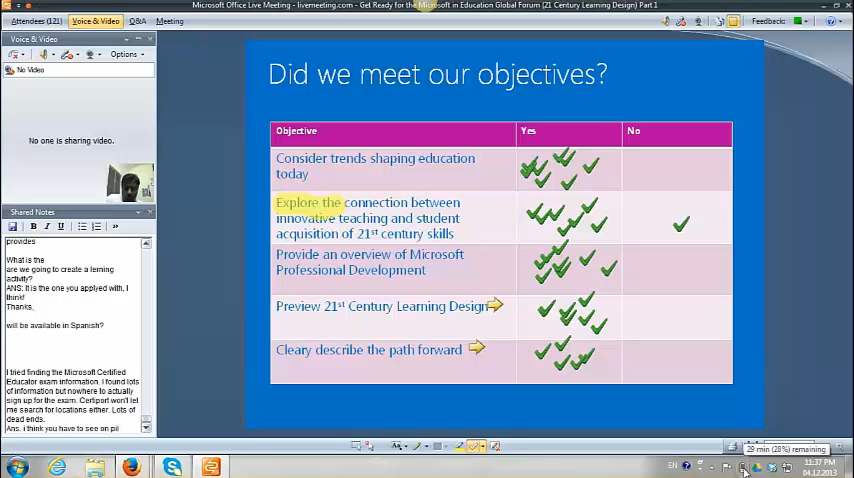 Microsoft Office Live Meeting - livemeeting.com - Get Ready for the Microsoft in Education Global Forum (21 Century Learning Design) Part 1
Attendees (121)
Voice & Video
Q&A
Meeting
Feedback:
Voice & Video
Options
No Video
No one is sharing video.
Shared Notes
B I U
provides
What is the
are we going to create a lerning
activity?
ANS: It is the one you applyed with, I
think!
Thanks,
will be available in Spanish?
I tried finding the Microsoft Certified
Educator exam information. I found lots
of information but nowhere to actually
sign up for the exam. Certiport won't let
me search for locations either. Lots of
dead ends.
Ans. i think you have to see on pil
Did we meet our objectives?
Objective
Yes
No
Consider trends shaping education
today
Explore the connection between
innovative teaching and student
acquisition of 21st century skills
Provide an overview of Microsoft
Professional Development
Preview 21st Century Learning Design
Cleary describe the path forward
29 min (28%) remaining
EN
11:37 PM
04.12.2013